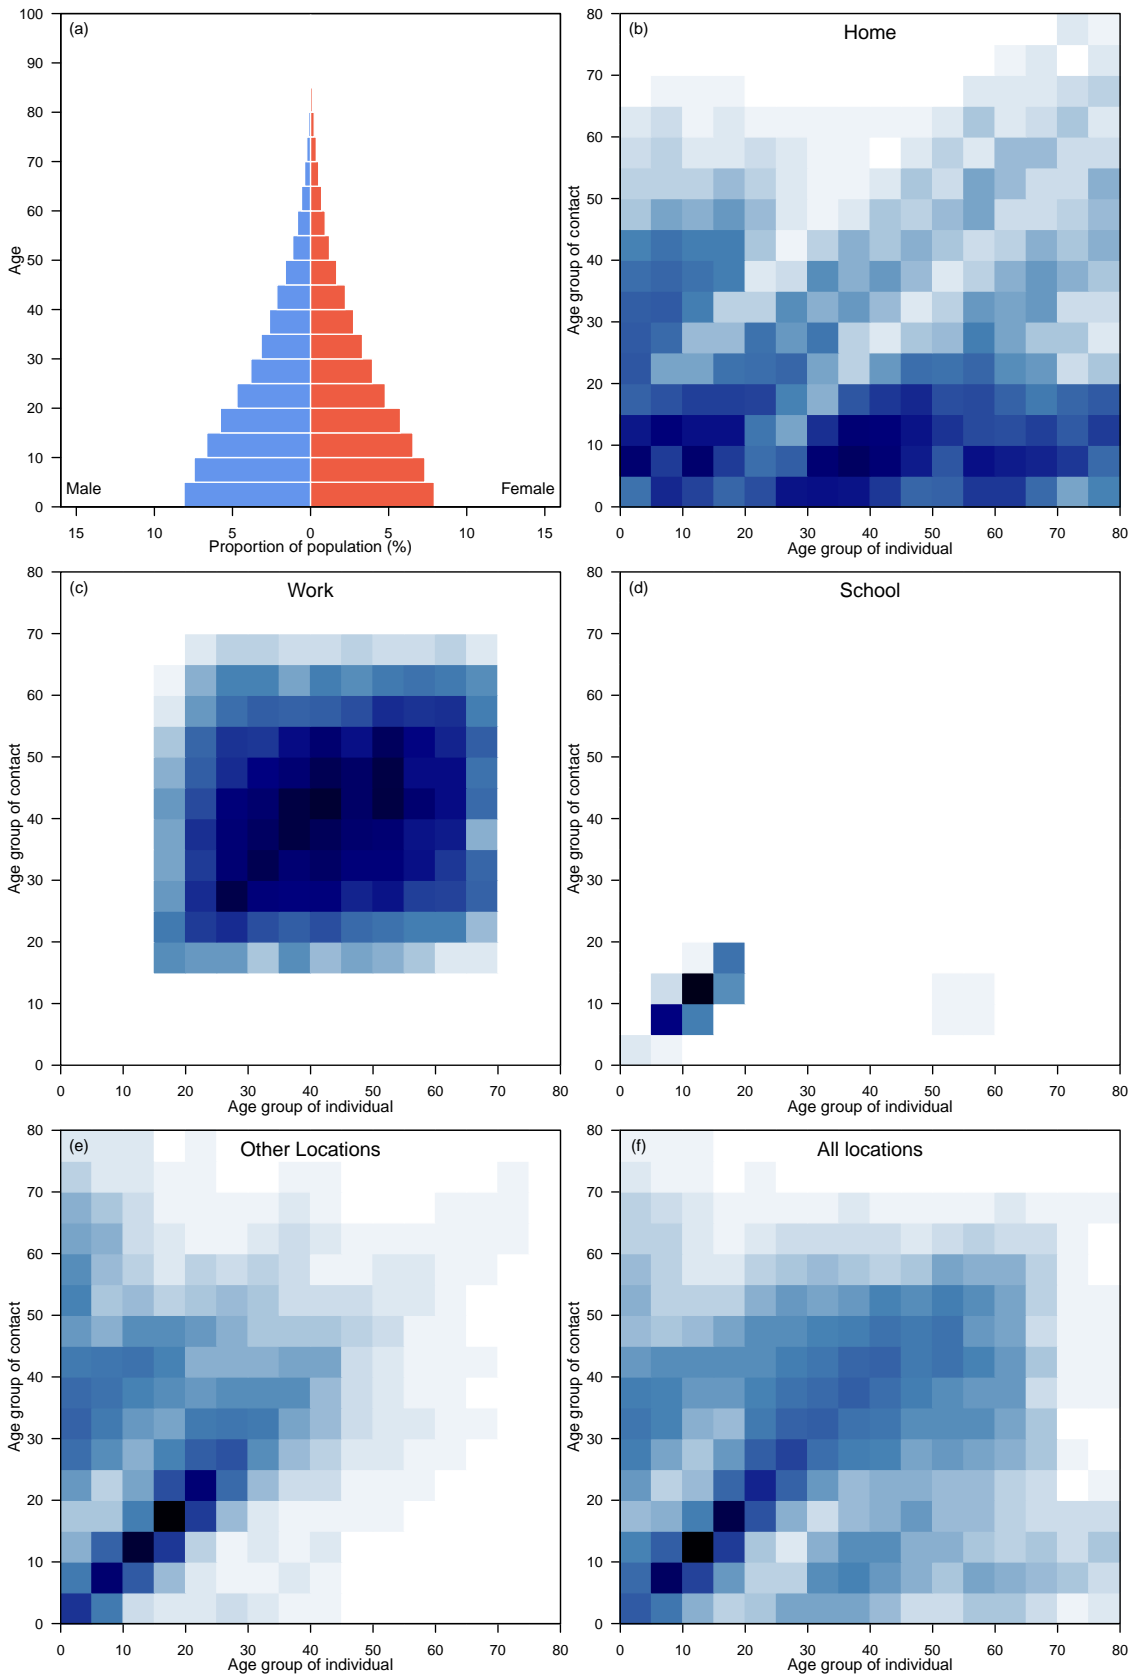 (a)
100
90
80
70
60
50
40
30
20
10
0
Age
Male
Female
15 10 5 0 5 10 15
Proportion of population (%)
(b)
Home
80
70
60
50
40
30
20
10
0
Age group of contact
0 10 20 30 40 50 60 70 80
Age group of individual
(c)
Work
80
70
60
50
40
30
20
10
0
Age group of contact
0 10 20 30 40 50 60 70 80
Age group of individual
(d)
School
80
70
60
50
40
30
20
10
0
Age group of contact
0 10 20 30 40 50 60 70 80
Age group of individual
(e)
Other Locations
80
70
60
50
40
30
20
10
0
Age group of contact
0 10 20 30 40 50 60 70 80
Age group of individual
(f)
All locations
80
70
60
50
40
30
20
10
0
Age group of contact
0 10 20 30 40 50 60 70 80
Age group of individual